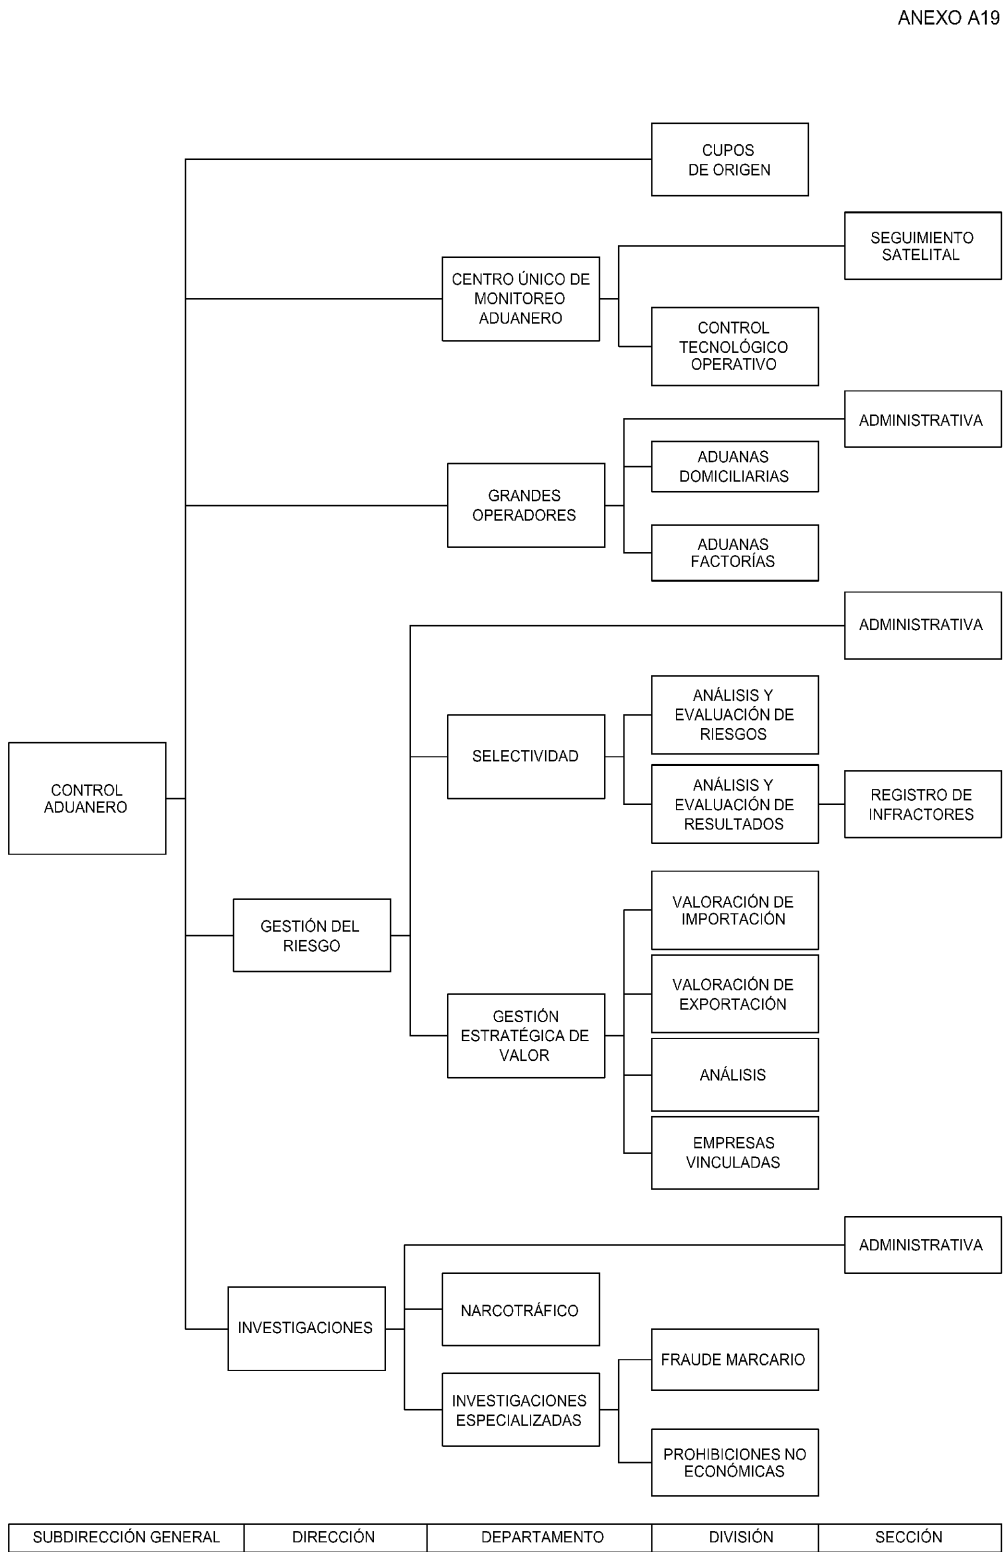 ANEXO A19
CUPOS
DE ORIGEN
SEGUIMIENTO
SATELITAL
CENTRO ÚNICO DE
MONITOREO
ADUANERO
CONTROL
TECNOLÓGICO
OPERATIVO
ADMINISTRATIVA
ADUANAS
DOMICILIARIAS
GRANDES
OPERADORES
ADUANAS
FACTORÍAS
ADMINISTRATIVA
ANÁLISIS Y
EVALUACIÓN DE
RIESGOS
SELECTIVIDAD
CONTROL
ADUANERO
ANÁLISIS Y
EVALUACIÓN DE
RESULTADOS
REGISTRO DE
INFRACTORES
VALORACIÓN DE
IMPORTACIÓN
GESTIÓN DEL
RIESGO
VALORACIÓN DE
EXPORTACIÓN
GESTIÓN
ESTRATÉGICA DE
VALOR
ANÁLISIS
EMPRESAS
VINCULADAS
ADMINISTRATIVA
NARCOTRÁFICO
INVESTIGACIONES
FRAUDE MARCARIO
INVESTIGACIONES
ESPECIALIZADAS
PROHIBICIONES NO
ECONÓMICAS
SUBDIRECCIÓN GENERAL DIRECCIÓN DEPARTAMENTO DIVISIÓN SECCIÓN